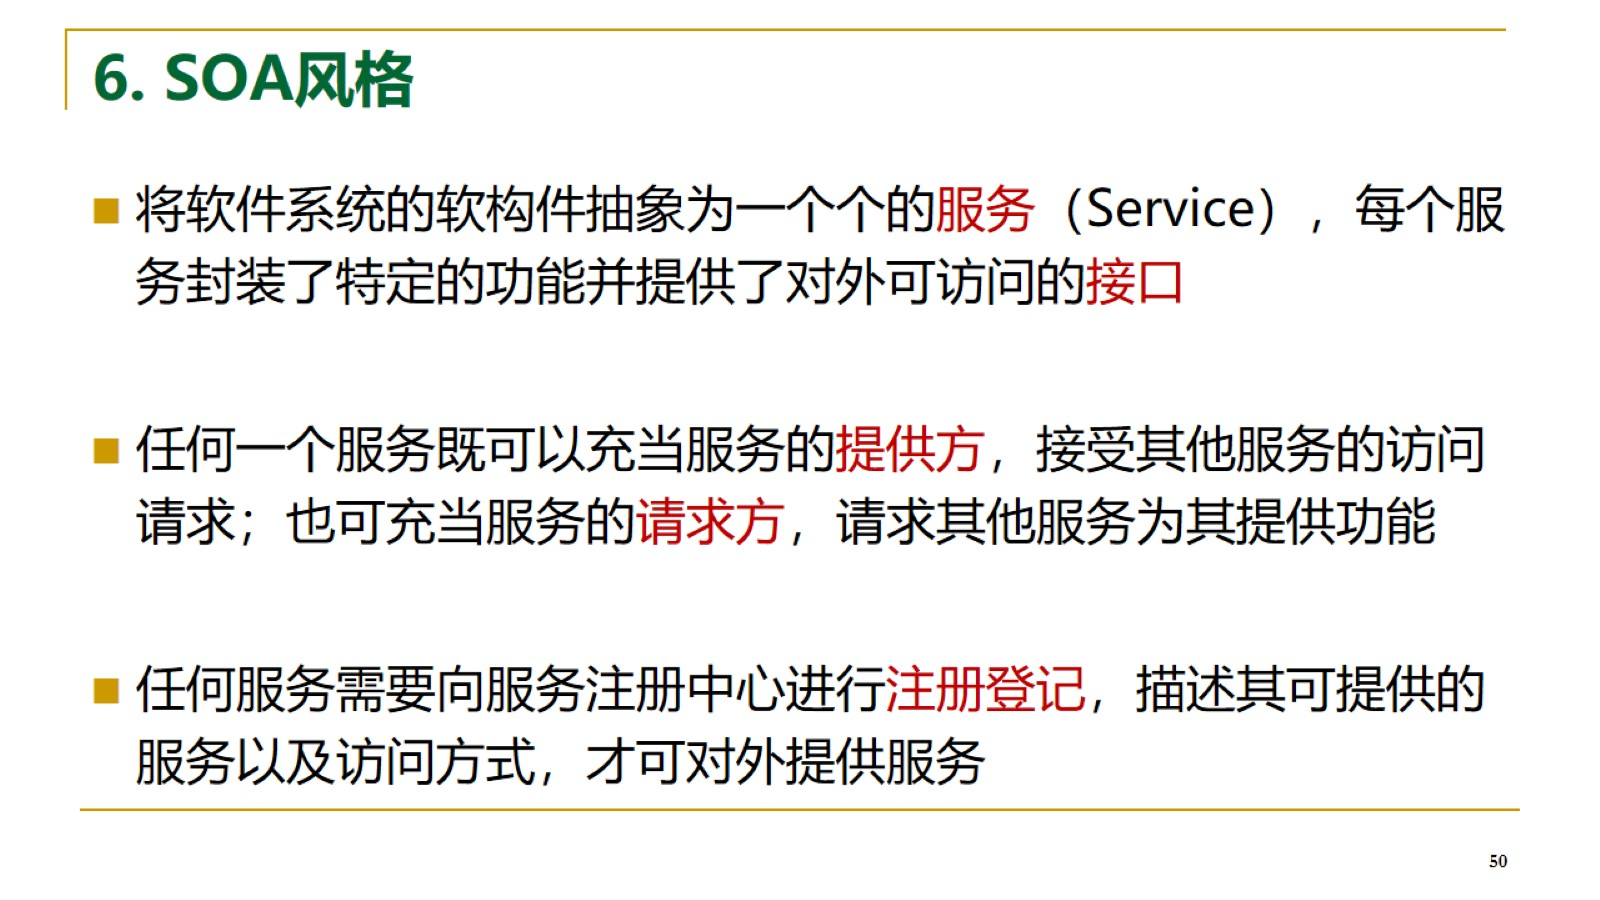 6. SOA风格
将软件系统的软构件抽象为一个个的服务（Service），每个服
务封装了特定的功能并提供了对外可访问的接口
任何一个服务既可以充当服务的提供方，接受其他服务的访问
请求；也可充当服务的请求方，请求其他服务为其提供功能
任何服务需要向服务注册中心进行注册登记，描述其可提供的
服务以及访问方式，才可对外提供服务
50